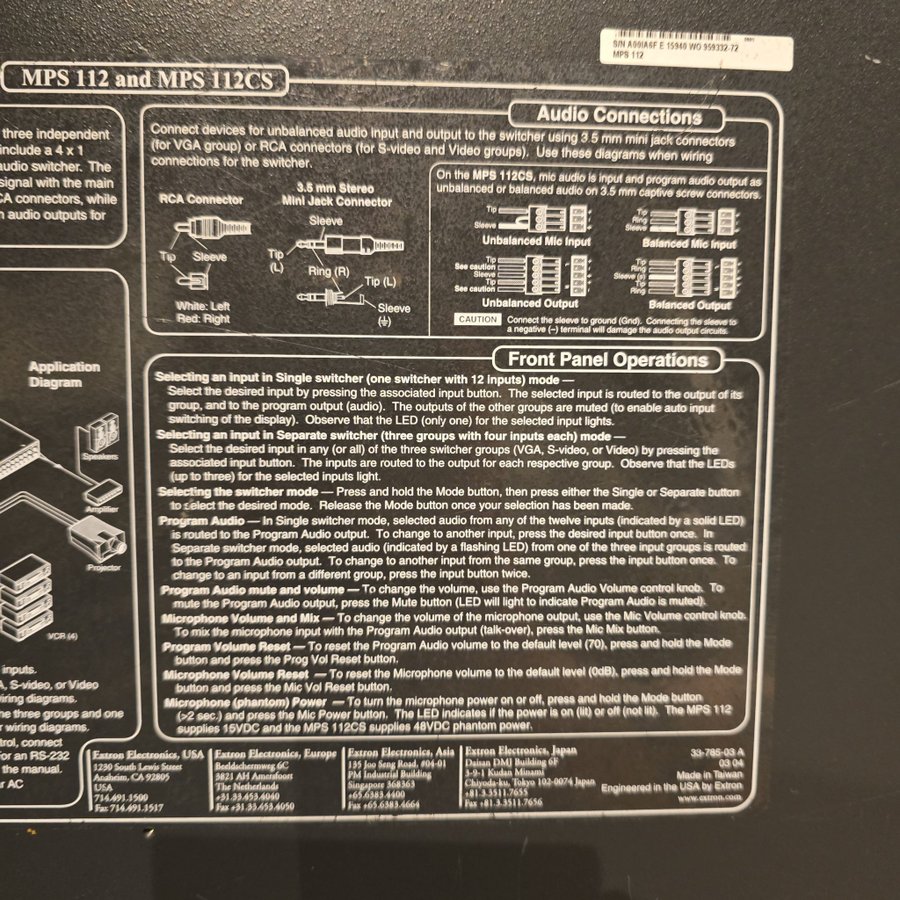 S/N A09IA6F E 15940 WO 959332-72
MPS 112
MPS 112 and MPS 112CS
three independent
include a 4 x 1
audio switcher. The
signal with the main
CA connectors, while
audio outputs for
Audio Connections
Connect devices for unbalanced audio input and output to the switcher using 3.5 mm mini jack connectors
(for VGA group) or RCA connectors (for S-video and Video groups). Use these diagrams when wiring
connections for the switcher.
RCA Connector
Tip Sleeve
White: Left
Red: Right
3.5 mm Stereo
Mini Jack Connector
Sleeve
Tip
(L)
Ring (R)
Tip (L)
Sleeve
(⏚)
On the MPS 112CS, mic audio is input and program audio output as
unbalanced or balanced audio on 3.5 mm captive screw connectors.
Tip
Sleeve
Unbalanced Mic Input
Tip
Ring
Sleeve
Balanced Mic Input
Tip
See caution
Sleeve
Tip
See caution
Unbalanced Output
Tip
Ring
Sleeve (s)
Tip
Ring
Balanced Output
CAUTION Connect the sleeve to ground (Gnd). Connecting the sleeve to
a negative (–) terminal will damage the audio output circuits.
Application
Diagram
Speakers
Amplifier
Projector
VCR (4)
inputs.
A, S-video, or Video
wiring diagrams.
the three groups and one
wiring diagrams.
trol, connect
For an RS-232
the manual.
AC
Front Panel Operations
Selecting an input in Single switcher (one switcher with 12 inputs) mode —
Select the desired input by pressing the associated input button. The selected input is routed to the output of its
group, and to the program output (audio). The outputs of the other groups are muted (to enable auto input
switching of the display). Observe that the LED (only one) for the selected input lights.
Selecting an input in Separate switcher (three groups with four inputs each) mode —
Select the desired input in any (or all) of the three switcher groups (VGA, S-video, or Video) by pressing the
associated input button. The inputs are routed to the output for each respective group. Observe that the LEDs
(up to three) for the selected inputs light.
Selecting the switcher mode — Press and hold the Mode button, then press either the Single or Separate button
to select the desired mode. Release the Mode button once your selection has been made.
Program Audio — In Single switcher mode, selected audio from any of the twelve inputs (indicated by a solid LED)
is routed to the Program Audio output. To change to another input, press the desired input button once. In
Separate switcher mode, selected audio (indicated by a flashing LED) from one of the three input groups is routed
to the Program Audio output. To change to another input from the same group, press the input button once. To
change to an input from a different group, press the input button twice.
Program Audio mute and volume — To change the volume, use the Program Audio Volume control knob. To
mute the Program Audio output, press the Mute button (LED will light to indicate Program Audio is muted).
Microphone Volume and Mix — To change the volume of the microphone output, use the Mic Volume control knob.
To mix the microphone input with the Program Audio output (talk-over), press the Mic Mix button.
Program Volume Reset — To reset the Program Audio volume to the default level (70), press and hold the Mode
button and press the Prog Vol Reset button.
Microphone Volume Reset — To reset the Microphone volume to the default level (0dB), press and hold the Mode
button and press the Mic Vol Reset button.
Microphone (phantom) Power — To turn the microphone power on or off, press and hold the Mode button
(>2 sec.) and press the Mic Power button. The LED indicates if the power is on (lit) or off (not lit). The MPS 112
supplies 15VDC and the MPS 112CS supplies 48VDC phantom power.
Extron Electronics, USA
1230 South Lewis Street
Anaheim, CA 92805
USA
714.491.1500
Fax 714.491.1517
Extron Electronics, Europe
Beeldschermweg 6C
3821 AH Amersfoort
The Netherlands
+31.33.453.4040
Fax +31.33.453.4050
Extron Electronics, Asia
135 Joo Seng Road, #04-01
PM Industrial Building
Singapore 368363
+65.6383.4400
Fax +65.6383.4664
Extron Electronics, Japan
Daisan DMJ Building 6F
3-9-1 Kudan Minami
Chiyoda-ku, Tokyo 102-0074 Japan
+81.3.3511.7655
Fax +81.3.3511.7656
33-785-03 A
03 04
Made in Taiwan
Engineered in the USA by Extron
www.extron.com